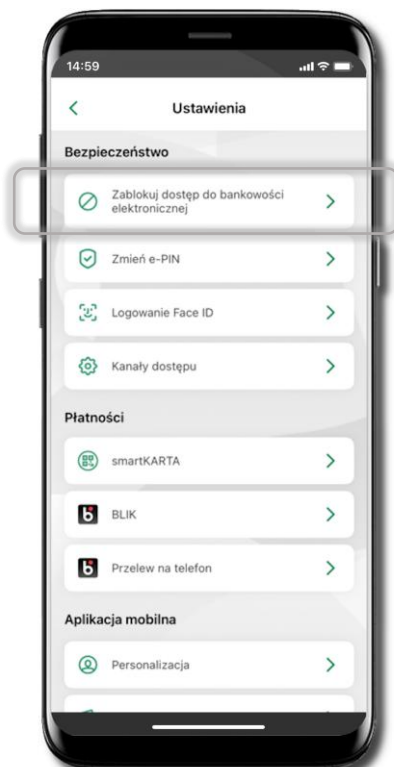 14:59
Ustawienia
Bezpieczeństwo
Zablokuj dostęp do bankowości
elektronicznej
Zmień e-PIN
Logowanie Face ID
Kanały dostępu
Płatności
smartKARTA
BLIK
Przelew na telefon
Aplikacja mobilna
Personalizacja